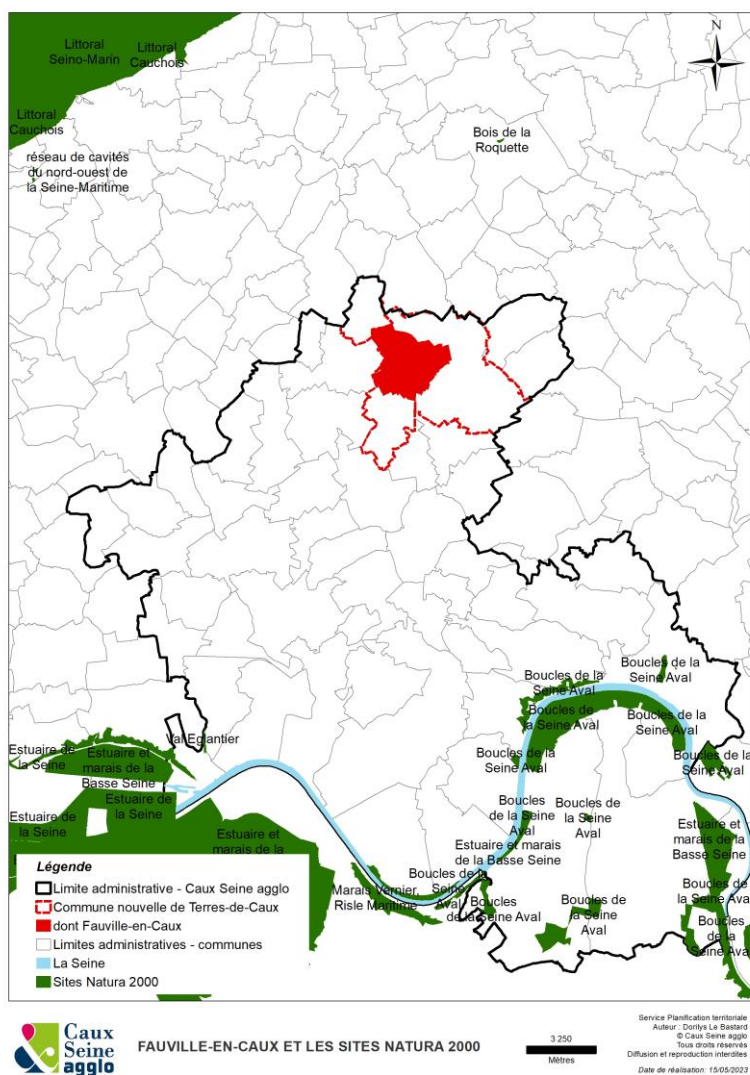 N
Littoral
Seino-Marin
Littoral
Cauchois
Littoral
Cauchois
Bois de la
Roquette
réseau de cavités
du nord-ouest de
la Seine-Maritime
Boucles de la
Seine Aval
Boucles de la
Seine Aval
Boucles de
la Seine Aval
Boucles de la
Seine Aval
Val Eglantier
Estuaire de
la Seine
Estuaire et
marais de la
Basse Seine
Boucles de la
Seine Aval
Boucles de la
Seine Aval
Estuaire de
la Seine
Estuaire de
la Seine
Boucles
de la Seine
Aval
Boucles de
la Seine
Aval
Estuaire et
marais de la
Basse Seine
Estuaire et
marais de la
Estuaire et marais
de la Basse Seine
Boucles de la
Seine
Aval
Marais Vernier,
Risle Maritime
Boucles
de la Seine Aval
Boucles de
la Seine
Aval
Boucles de
la Seine Aval
Boucles
de la
Seine Aval
Légende
Limite administrative - Caux Seine agglo
Commune nouvelle de Terres-de-Caux
dont Fauville-en-Caux
Limites administratives - communes
La Seine
Sites Natura 2000
Caux
Seine
agglo
FAUVILLE-EN-CAUX ET LES SITES NATURA 2000
3 250
Mètres
Service Planification territoriale
Auteur : Dorilys Le Bastard
© Caux Seine agglo
Tous droits réservés
Diffusion et reproduction interdites
Date de réalisation: 15/05/2023